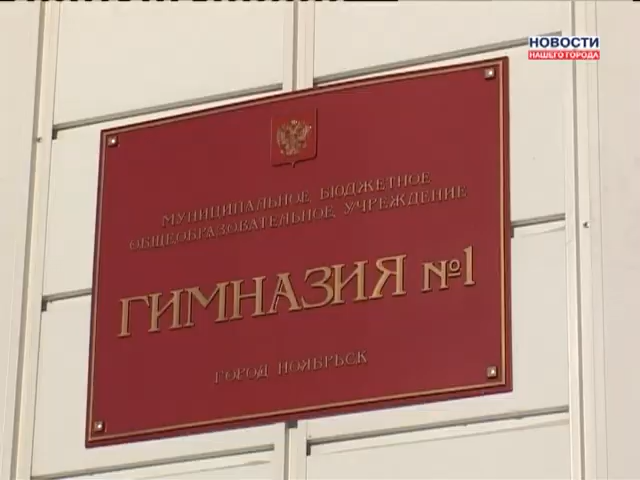 НОВОСТИ
НАШЕГО ГОРОДА
МУНИЦИПАЛЬНОЕ БЮДЖЕТНОЕ
ОБЩЕОБРАЗОВАТЕЛЬНОЕ УЧРЕЖДЕНИЕ
ГИМНАЗИЯ №1
ГОРОД НОЯБРЬСК